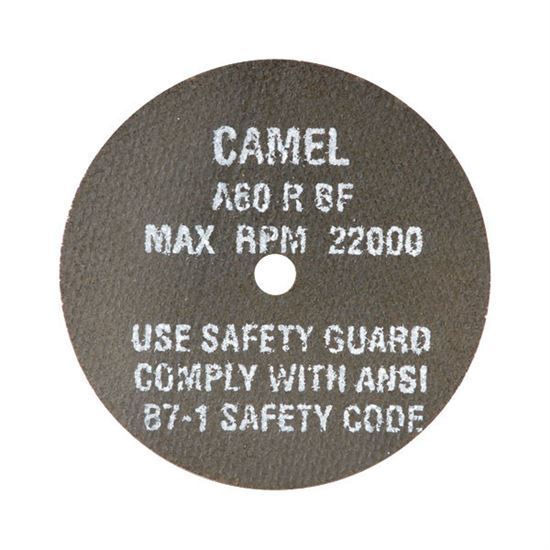 CAMEL
A60 R BF
MAX RPM 22000
USE SAFETY GUARD
COMPLY WITH ANSI
B7-1 SAFETY CODE